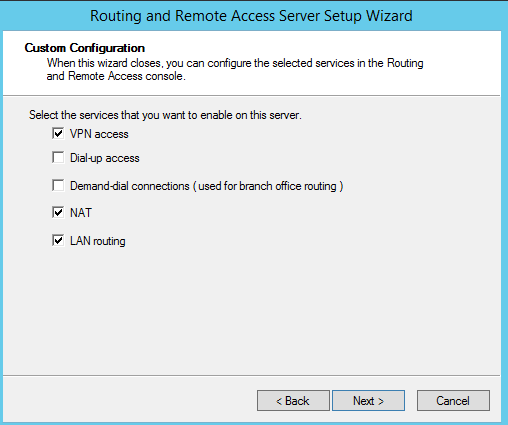 Routing and Remote Access Server Setup Wizard
Custom Configuration
When this wizard closes, you can configure the selected services in the Routing
and Remote Access console.
Select the services that you want to enable on this server.
VPN access
Dial-up access
Demand-dial connections ( used for branch office routing )
NAT
LAN routing
< Back Next > Cancel